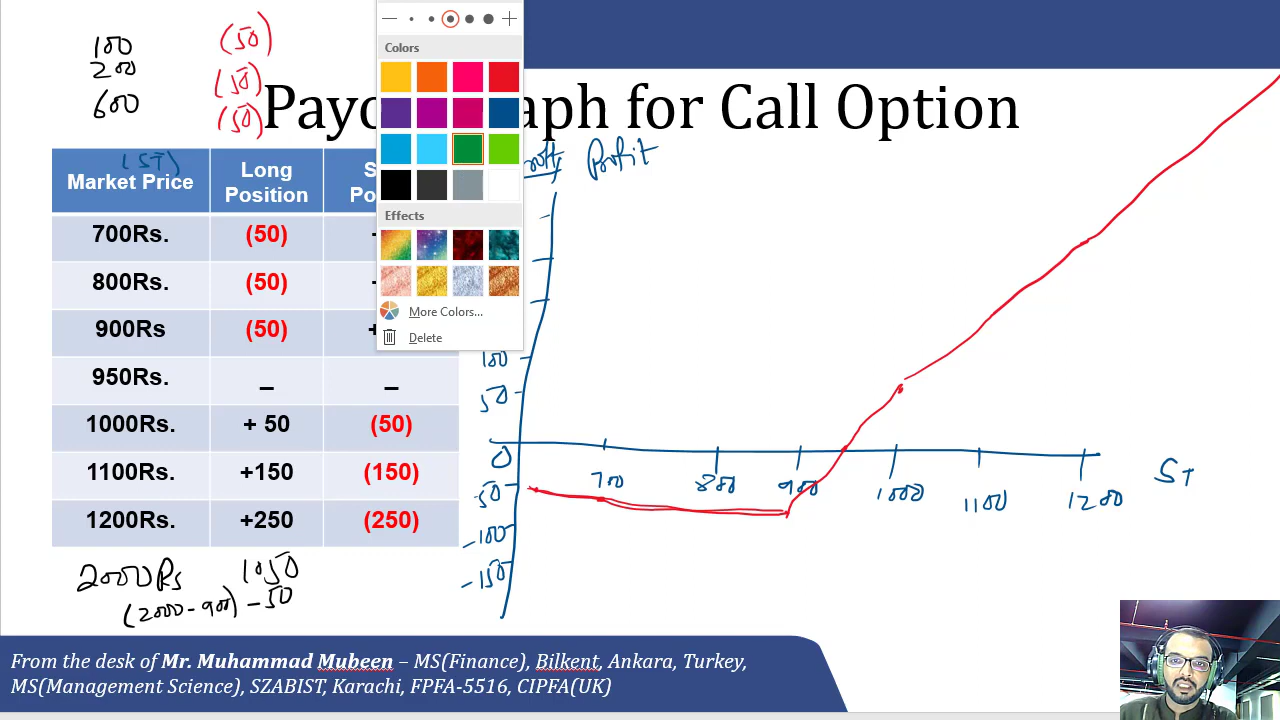 100 (50)
200 (50)
600 (50)
Colors
Effects
More Colors...
Delete
Payo aph for Call Option
Profit
(ST)
Market Price Long Position S Po
700Rs. (50)
800Rs. (50)
900Rs (50) +
950Rs. _ _
1000Rs. + 50 (50)
1100Rs. +150 (150)
1200Rs. +250 (250)
2000Rs 1050
(2000 - 900) - 50
100
50
0
-50
-100
-150
700 800 900 1000 1100 1200 ST
From the desk of Mr. Muhammad Mubeen – MS(Finance), Bilkent, Ankara, Turkey,
MS(Management Science), SZABIST, Karachi, FPFA-5516, CIPFA(UK)